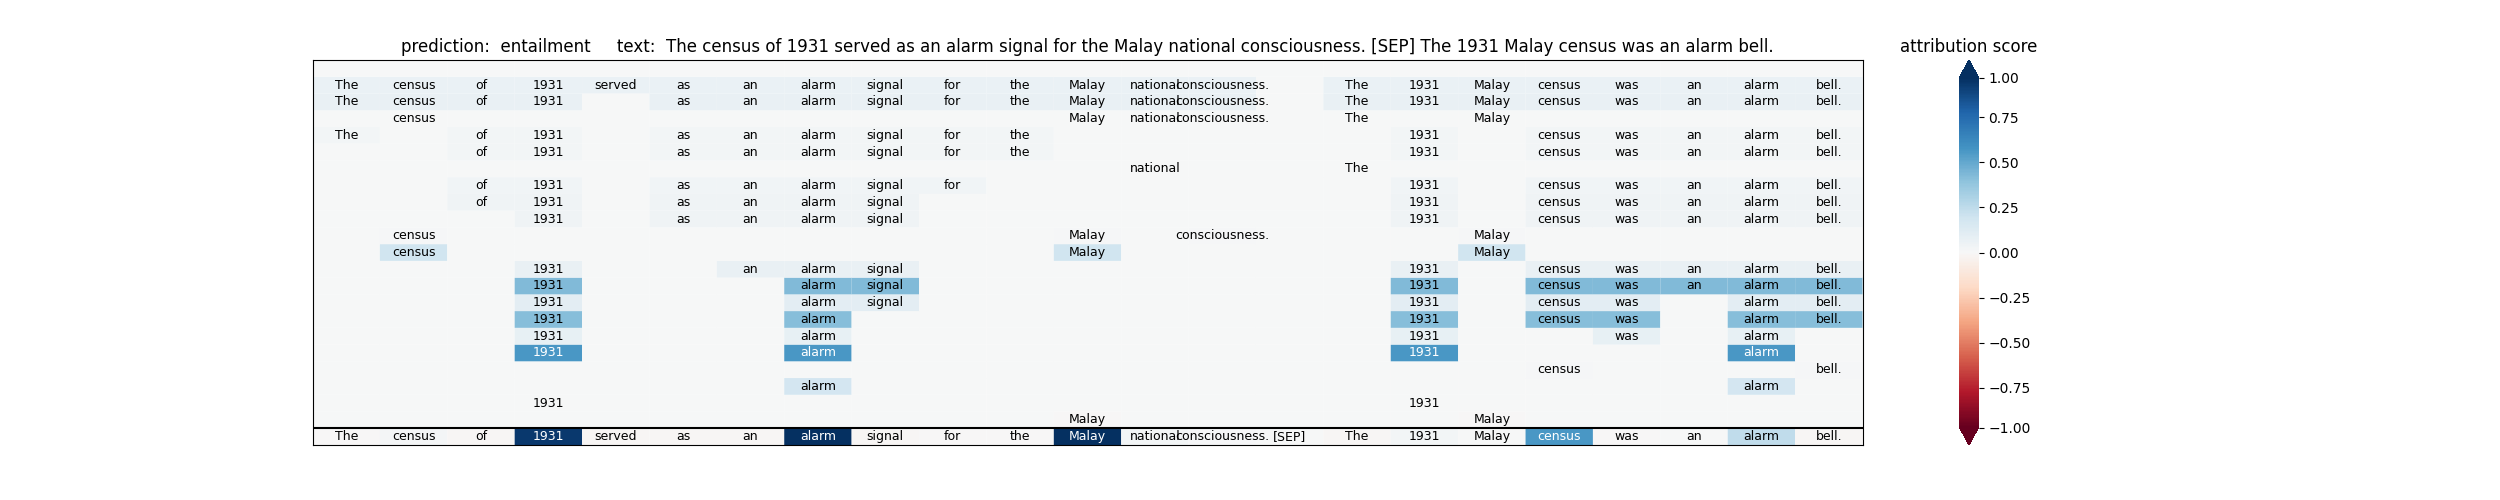 prediction: entailment text: The census of 1931 served as an alarm signal for the Malay national consciousness. [SEP] The 1931 Malay census was an alarm bell. attribution score
The census of 1931 served as an alarm signal for the Malay national consciousness. The 1931 Malay census was an alarm bell.
The census of 1931 as an alarm signal for the Malay national consciousness. The 1931 Malay census was an alarm bell.
census Malay national consciousness. The Malay
The of 1931 as an alarm signal for the 1931 census was an alarm bell.
of 1931 as an alarm signal for the 1931 census was an alarm bell.
national The
of 1931 as an alarm signal for 1931 census was an alarm bell.
of 1931 as an alarm signal 1931 census was an alarm bell.
1931 as an alarm signal 1931 census was an alarm bell.
census Malay consciousness. Malay
census Malay Malay
1931 an alarm signal 1931 census was an alarm bell.
1931 alarm signal 1931 census was an alarm bell.
1931 alarm signal 1931 census was alarm bell.
1931 alarm 1931 census was alarm bell.
1931 alarm 1931 was alarm
1931 alarm 1931 alarm
census bell.
alarm alarm
1931 1931
Malay Malay
The census of 1931 served as an alarm signal for the Malay national consciousness. [SEP] The 1931 Malay census was an alarm bell.
1.00
0.75
0.50
0.25
0.00
−0.25
−0.50
−0.75
−1.00